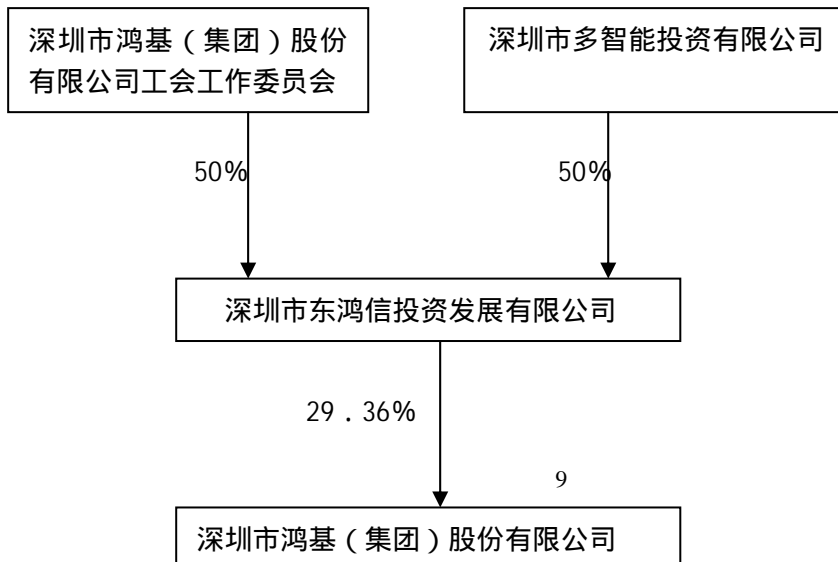 深圳市鸿基（集团）股份
有限公司工会工作委员会
深圳市多智能投资有限公司
50%
50%
深圳市东鸿信投资发展有限公司
29．36%
9
深圳市鸿基（集团）股份有限公司